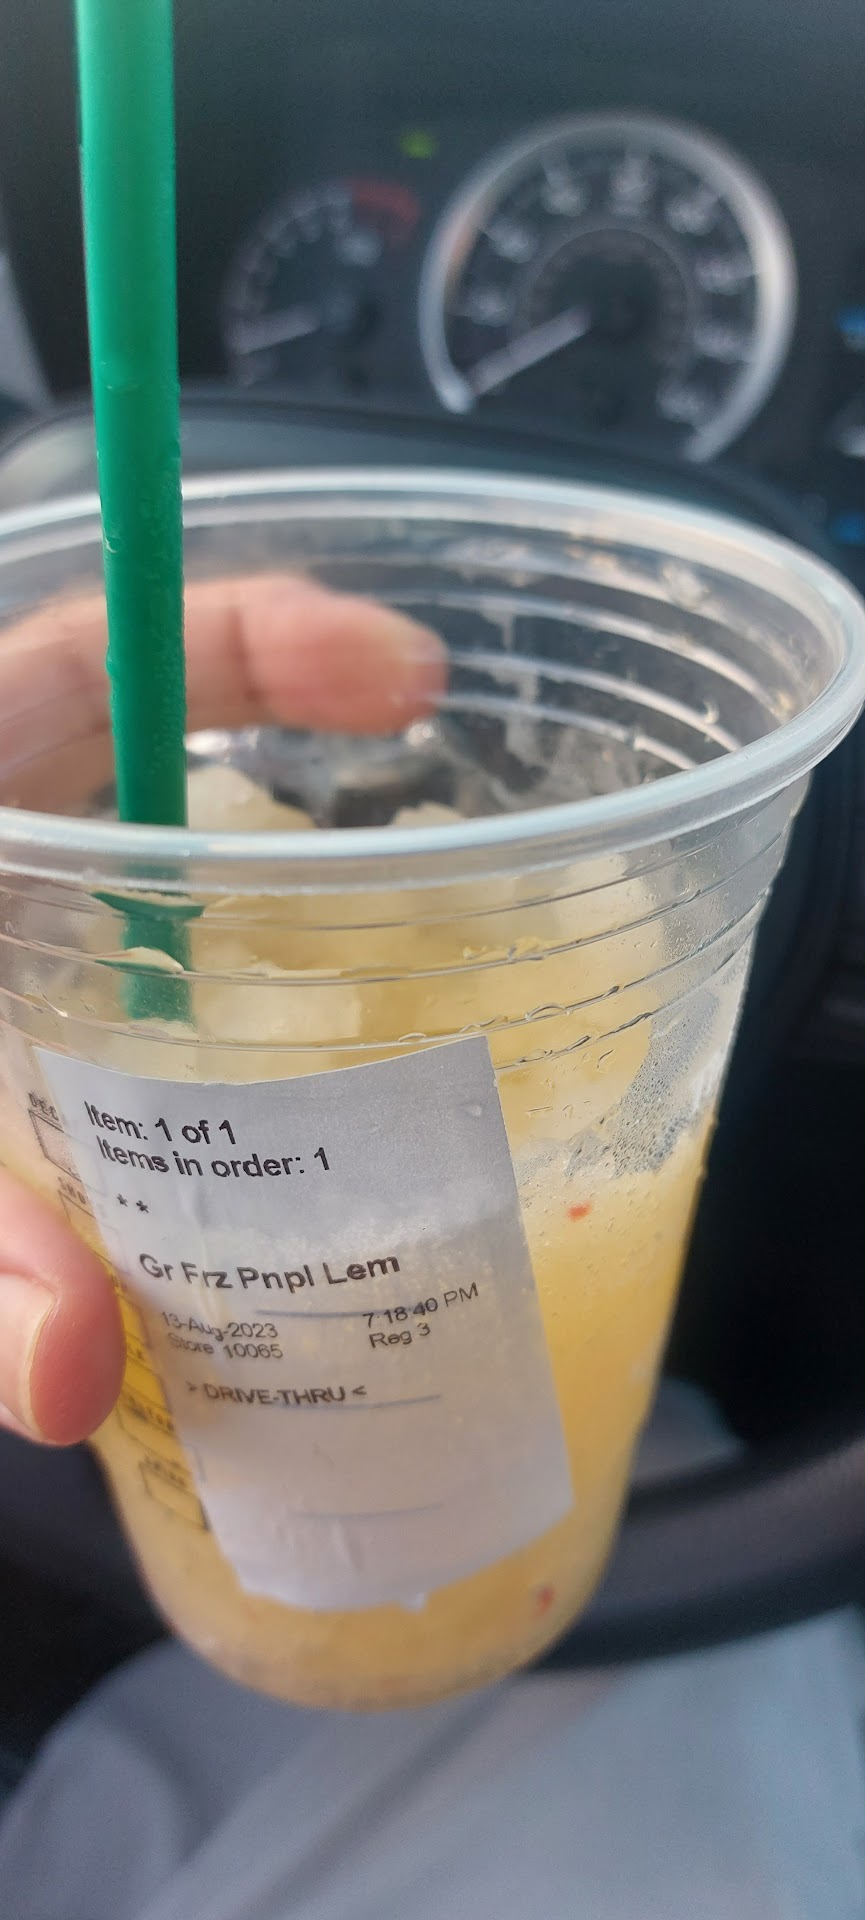 Item: 1 of 1
Items in order: 1
**
Gr Frz Pnpl Lem
13-Aug-2023 7:18:40 PM
Store 10065 Reg 3
>DRIVE-THRU<
DEC